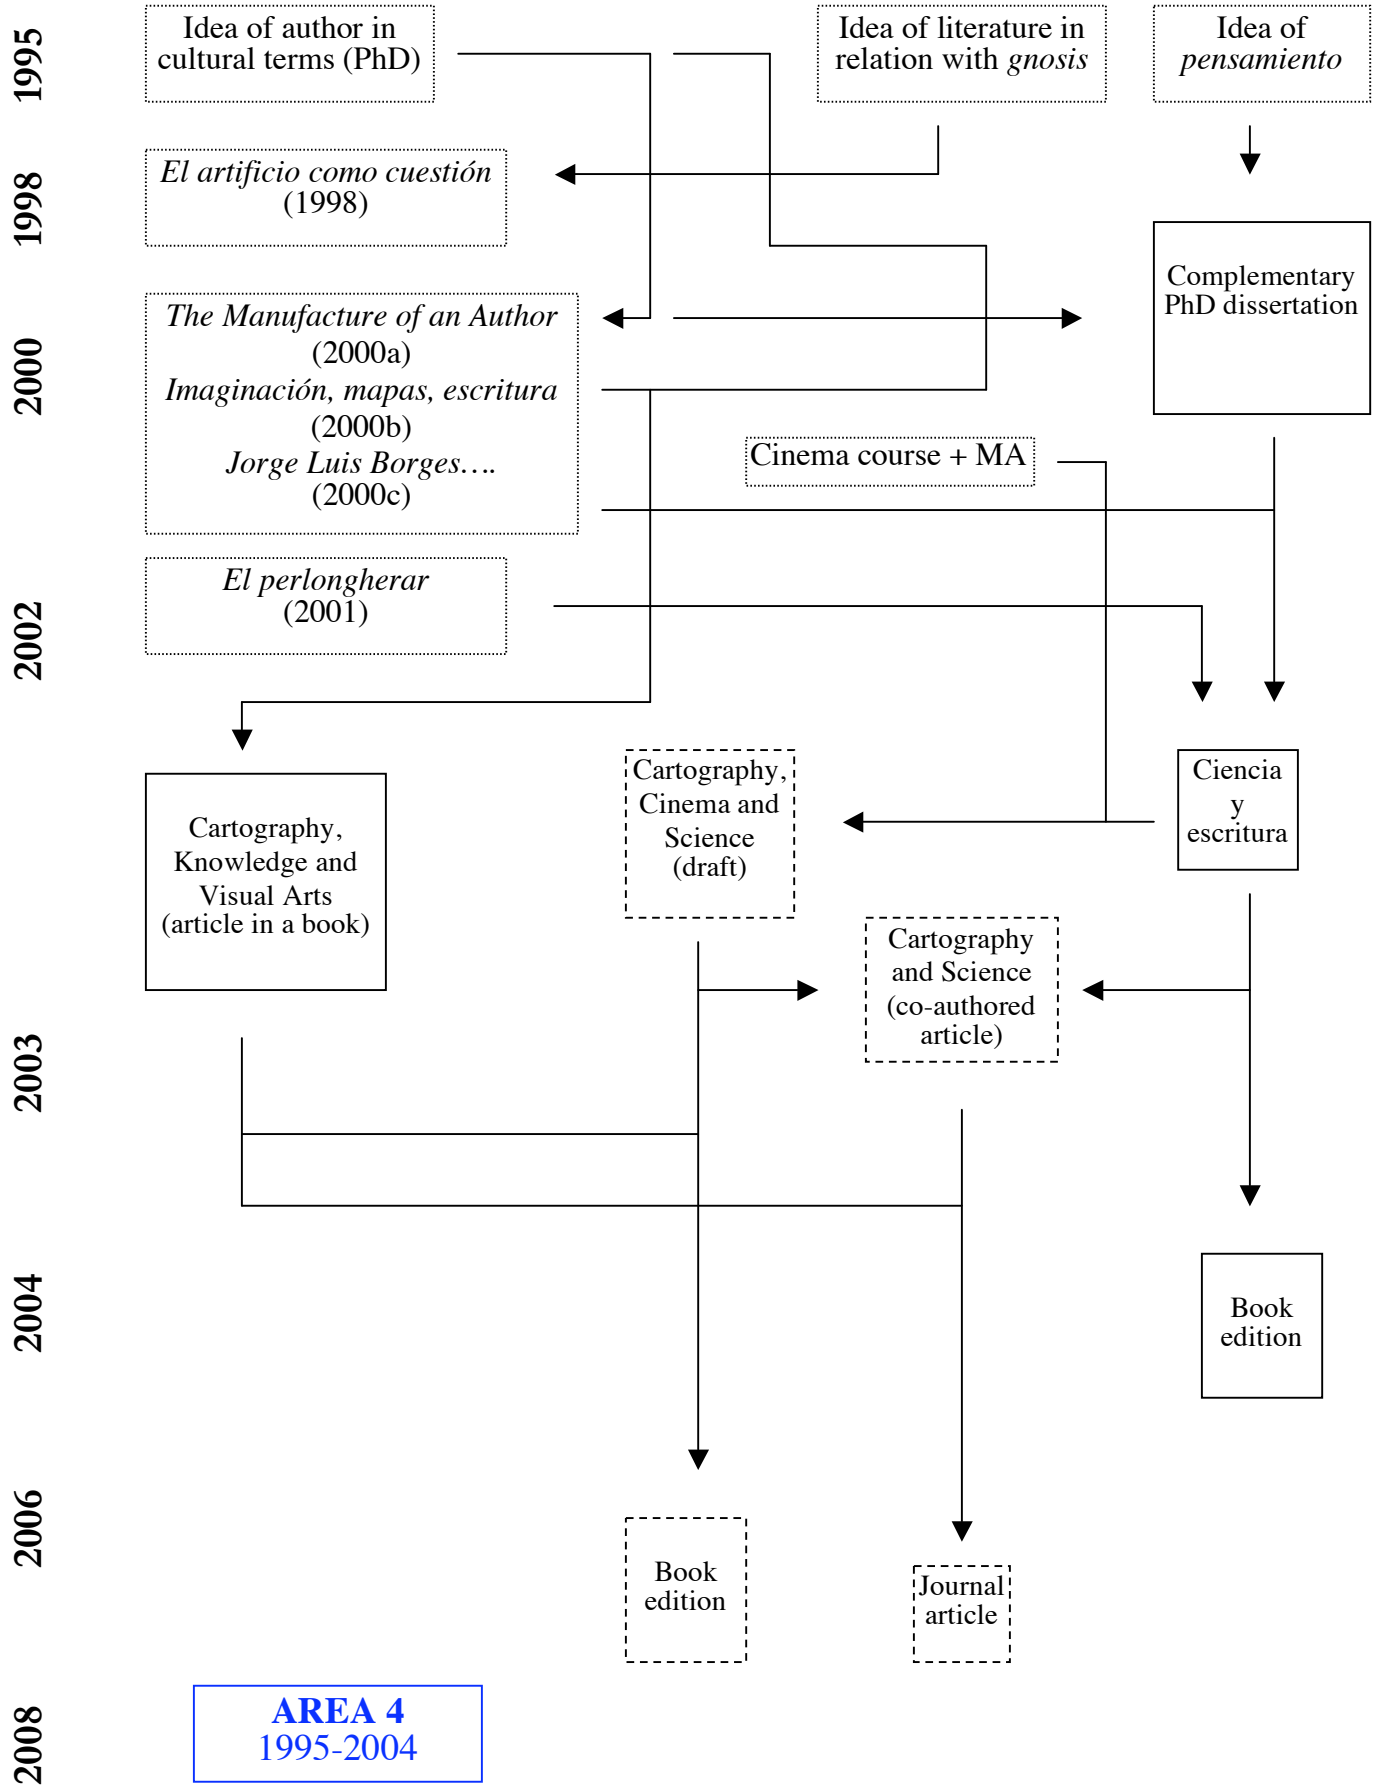 1995
Idea of author in
cultural terms (PhD)
Idea of literature in
relation with gnosis
Idea of
pensamiento
1998
El artificio como cuestión
(1998)
Complementary
PhD dissertation
2000
The Manufacture of an Author
(2000a)
Imaginación, mapas, escritura
(2000b)
Jorge Luis Borges….
(2000c)
Cinema course + MA
2002
El perlongherar
(2001)
Cartography,
Knowledge and
Visual Arts
(article in a book)
Cartography,
Cinema and
Science
(draft)
Ciencia
y
escritura
Cartography
and Science
(co-authored
article)
2003
2004
Book
edition
2006
Book
edition
Journal
article
2008
AREA 4
1995-2004